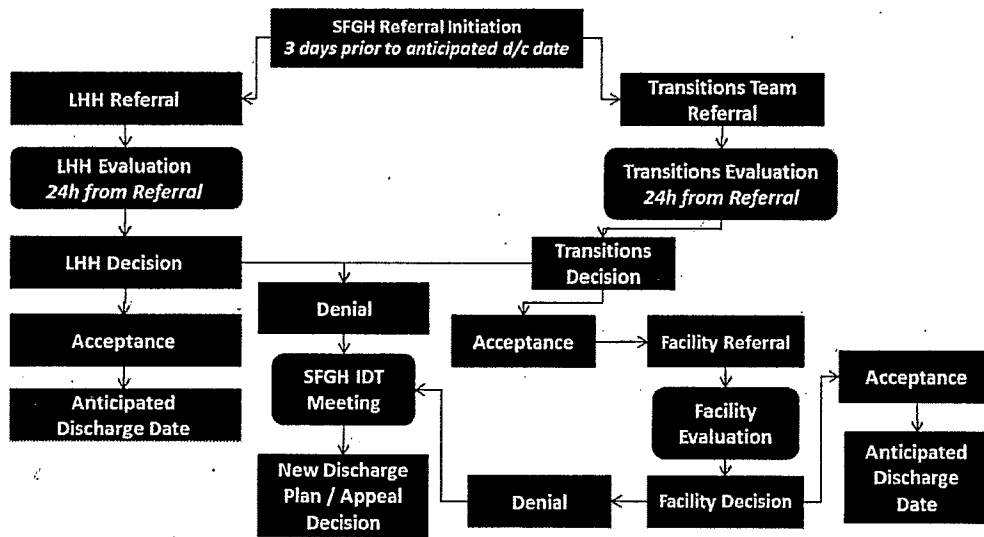 SFGH Referral Initiation
3 days prior to anticipated d/c date
LHH Referral
Transitions Team
Referral
LHH Evaluation
24h from Referral
Transitions Evaluation
24h from Referral
LHH Decision
Transitions
Decision
Denial
Acceptance
Acceptance
Facility Referral
Acceptance
SFGH IDT
Meeting
Anticipated
Discharge Date
Facility
Evaluation
Anticipated
Discharge
Date
New Discharge
Plan / Appeal
Decision
Denial
Facility Decision